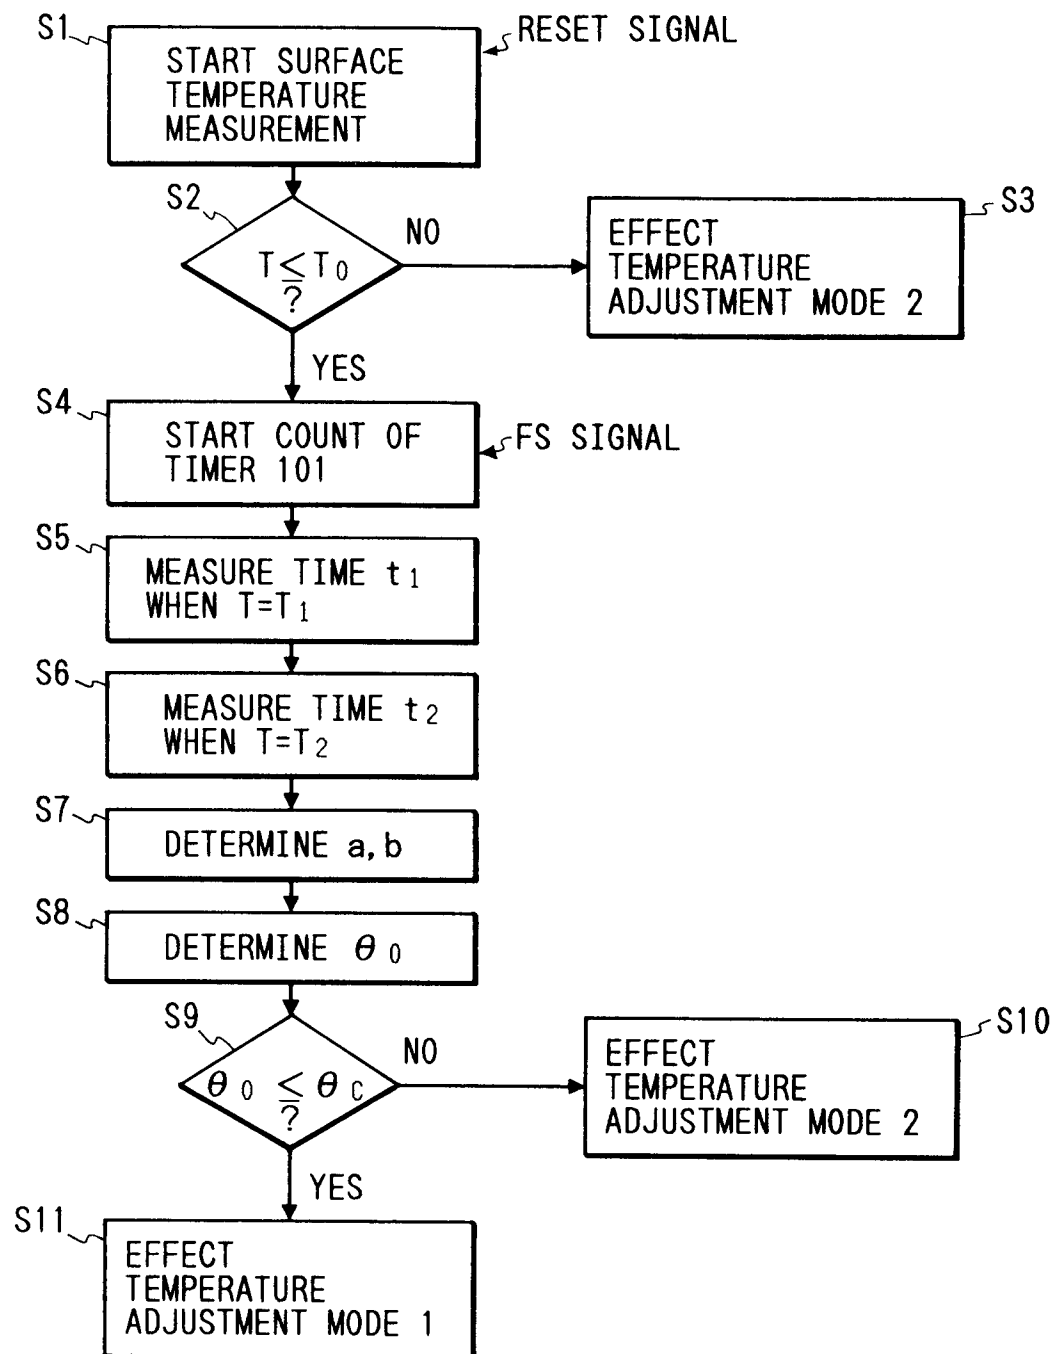 S1
RESET SIGNAL
START SURFACE
TEMPERATURE
MEASUREMENT
S2
T ≤ T0
?
NO
S3
EFFECT
TEMPERATURE
ADJUSTMENT MODE 2
YES
S4
START COUNT OF
TIMER 101
FS SIGNAL
S5
MEASURE TIME t1
WHEN T=T1
S6
MEASURE TIME t2
WHEN T=T2
S7
DETERMINE a,b
S8
DETERMINE θ0
S9
θ0 ≤ θC
?
NO
S10
EFFECT
TEMPERATURE
ADJUSTMENT MODE 2
YES
S11
EFFECT
TEMPERATURE
ADJUSTMENT MODE 1